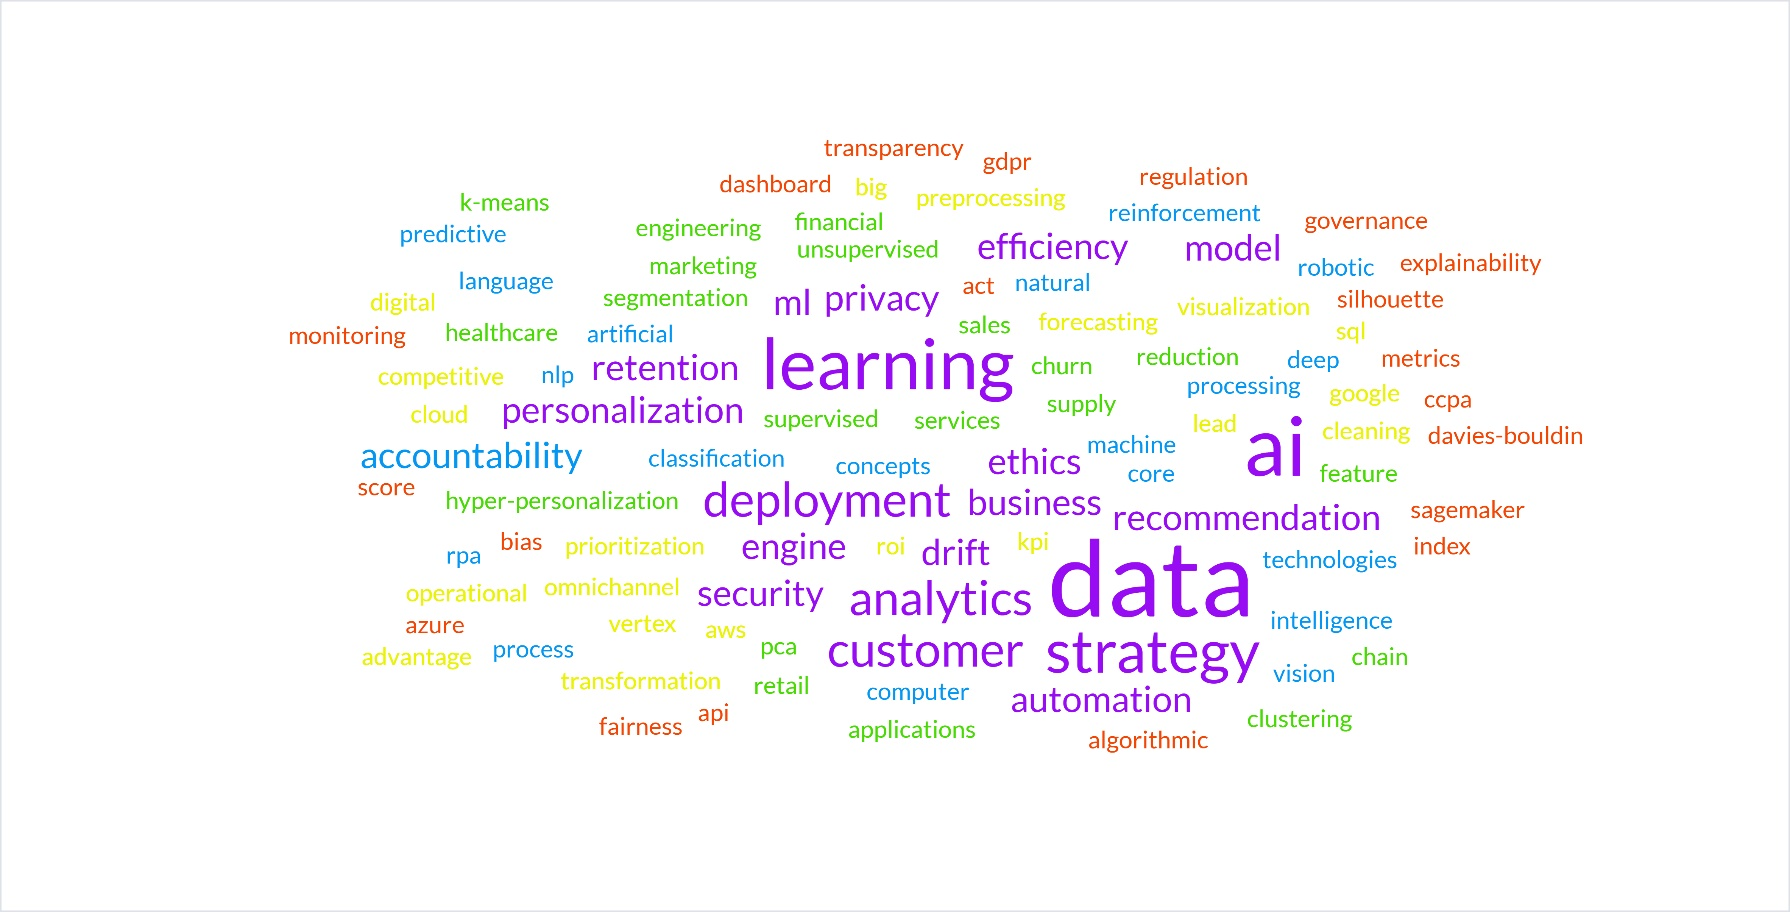 transparency
gdpr
regulation
dashboard
big
preprocessing
k-means
reinforcement
financial
governance
engineering
predictive
unsupervised
efficiency
model
marketing
robotic
explainability
language
act
natural
segmentation
digital
ml
privacy
visualization
silhouette
monitoring
healthcare
artificial
sales
forecasting
sql
learning
retention
churn
reduction
deep
metrics
competitive
nlp
processing
google
ccpa
cloud
personalization
supervised
services
supply
lead
cleaning
davies-bouldin
accountability
classification
concepts
ethics
machine
core
ai
feature
score
hyper-personalization
deployment
business
recommendation
sagemaker
rpa
bias
prioritization
engine
roi
drift
kpi
data
technologies
index
operational
omnichannel
security
analytics
azure
vertex
aws
intelligence
advantage
process
pca
customer
strategy
vision
chain
transformation
retail
computer
automation
fairness
api
applications
algorithmic
clustering